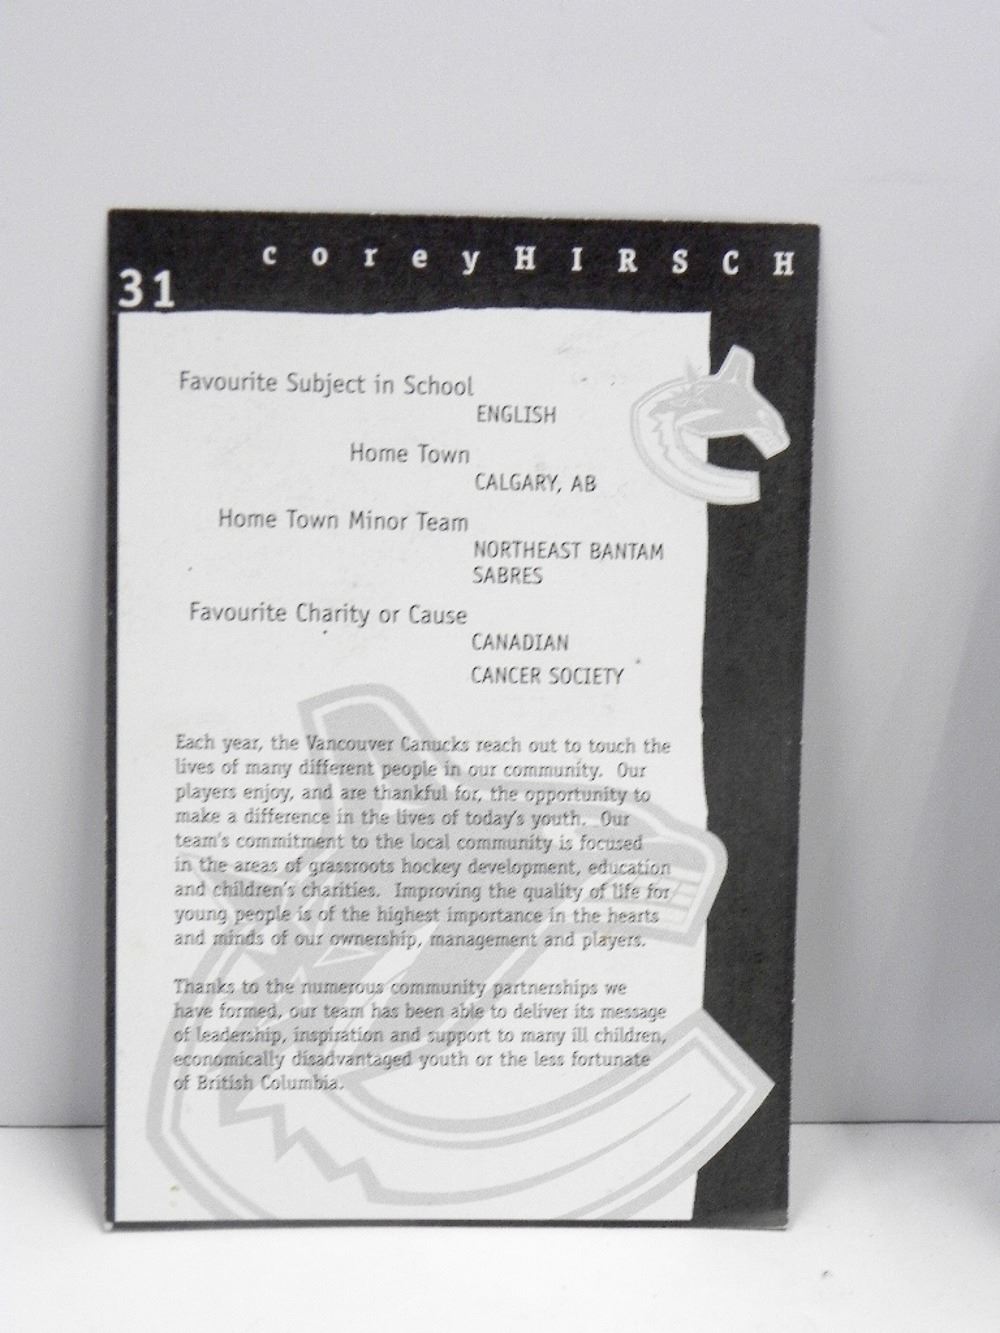 corey HIRSCH
31
Favourite Subject in School
ENGLISH
Home Town
CALGARY, AB
Home Town Minor Team
NORTHEAST BANTAM
SABRES
Favourite Charity or Cause
CANADIAN
CANCER SOCIETY
Each year, the Vancouver Canucks reach out to touch the
lives of many different people in our community. Our
players enjoy, and are thankful for, the opportunity to
make a difference in the lives of today's youth. Our
team's commitment to the local community is focused
in the areas of grassroots hockey development, education
and children's charities. Improving the quality of life for
young people is of the highest importance in the hearts
and minds of our ownership, management and players.
Thanks to the numerous community partnerships we
have formed, our team has been able to deliver its message
of leadership, inspiration and support to many ill children,
economically disadvantaged youth or the less fortunate
of British Columbia.